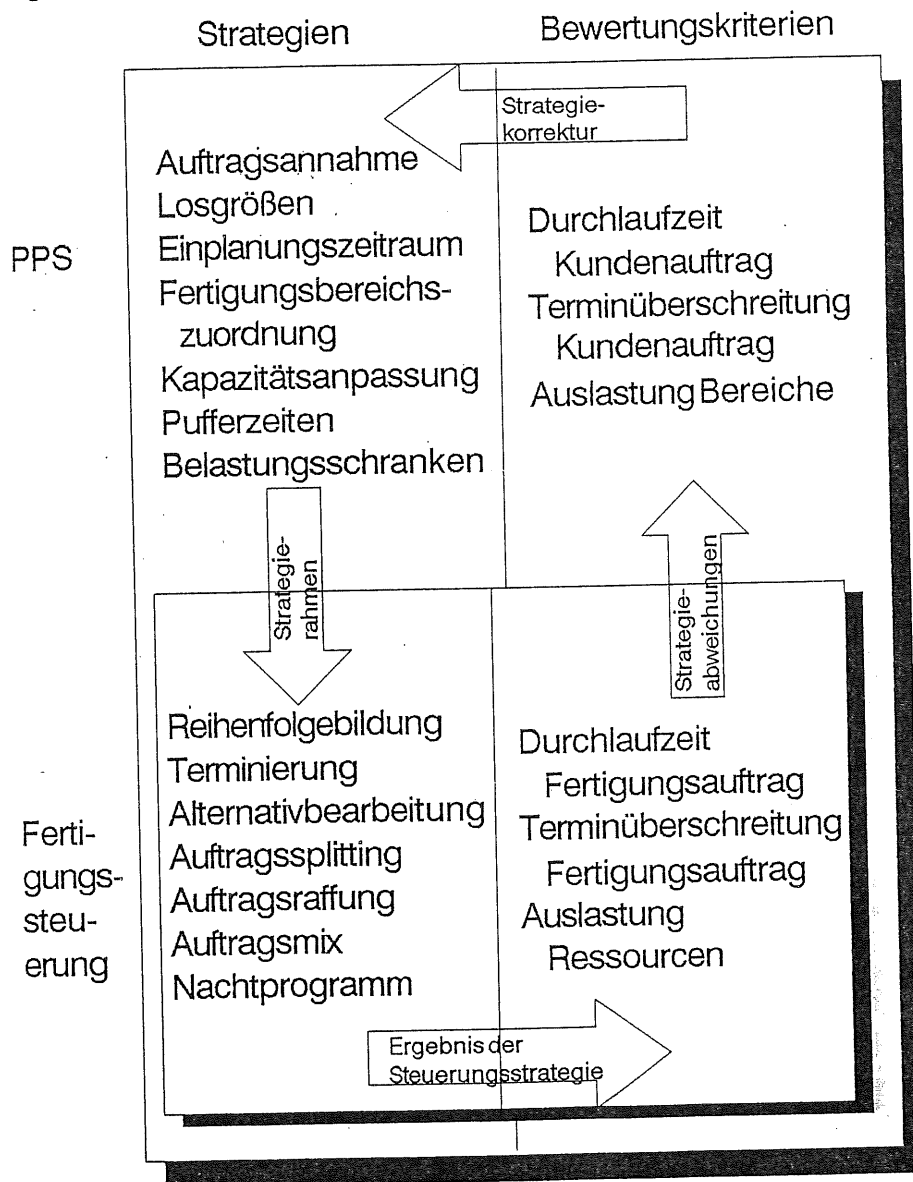 Strategien
Bewertungskriterien
Strategie-
korrektur
PPS
Auftragsannahme
Losgrößen
Einplanungszeitraum
Fertigungsbereichs-
zuordnung
Kapazitätsanpassung
Pufferzeiten
Belastungsschranken
Durchlaufzeit
Kundenauftrag
Terminüberschreitung
Kundenauftrag
Auslastung Bereiche
Strategie-
rahmen
Strategie-
abweichungen
Ferti-
gungs-
steu-
erung
Reihenfolgebildung
Terminierung
Alternativbearbeitung
Auftragssplitting
Auftragsraffung
Auftragsmix
Nachtprogramm
Durchlaufzeit
Fertigungsauftrag
Terminüberschreitung
Fertigungsauftrag
Auslastung
Ressourcen
Ergebnis der
Steuerungsstrategie